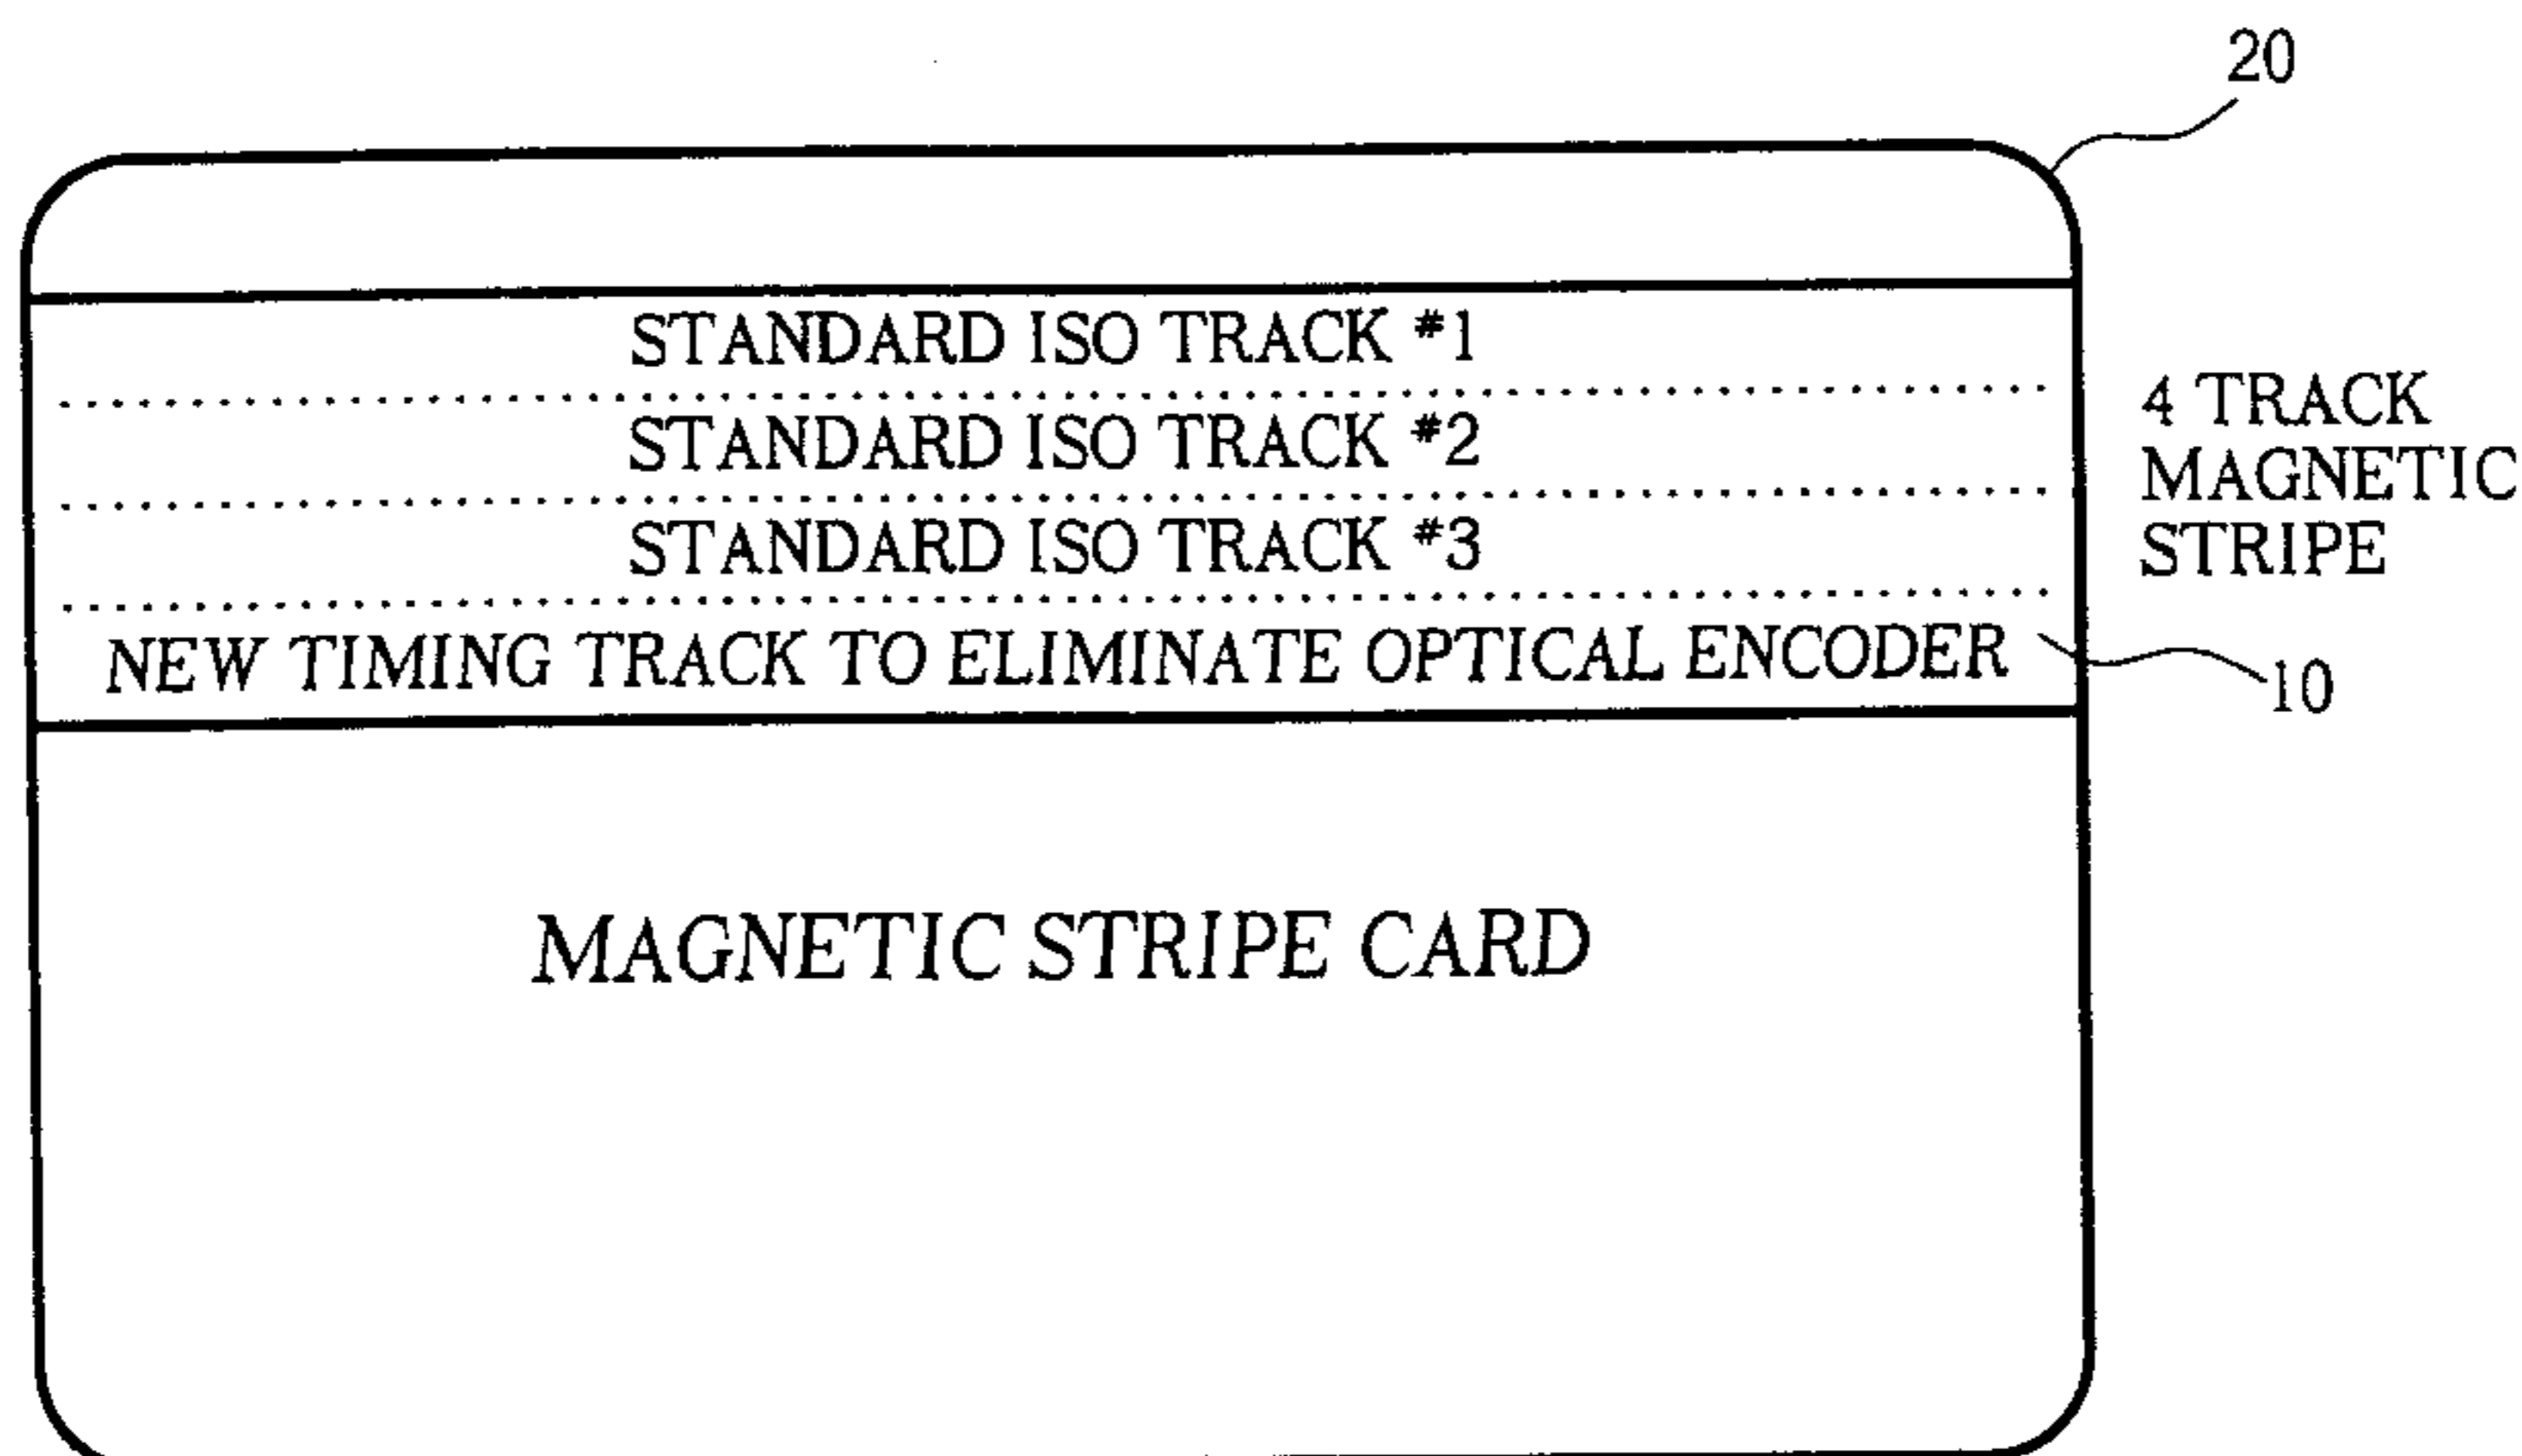 20
STANDARD ISO TRACK #1
STANDARD ISO TRACK #2
STANDARD ISO TRACK #3
NEW TIMING TRACK TO ELIMINATE OPTICAL ENCODER
4 TRACK
MAGNETIC
STRIPE
10
MAGNETIC STRIPE CARD